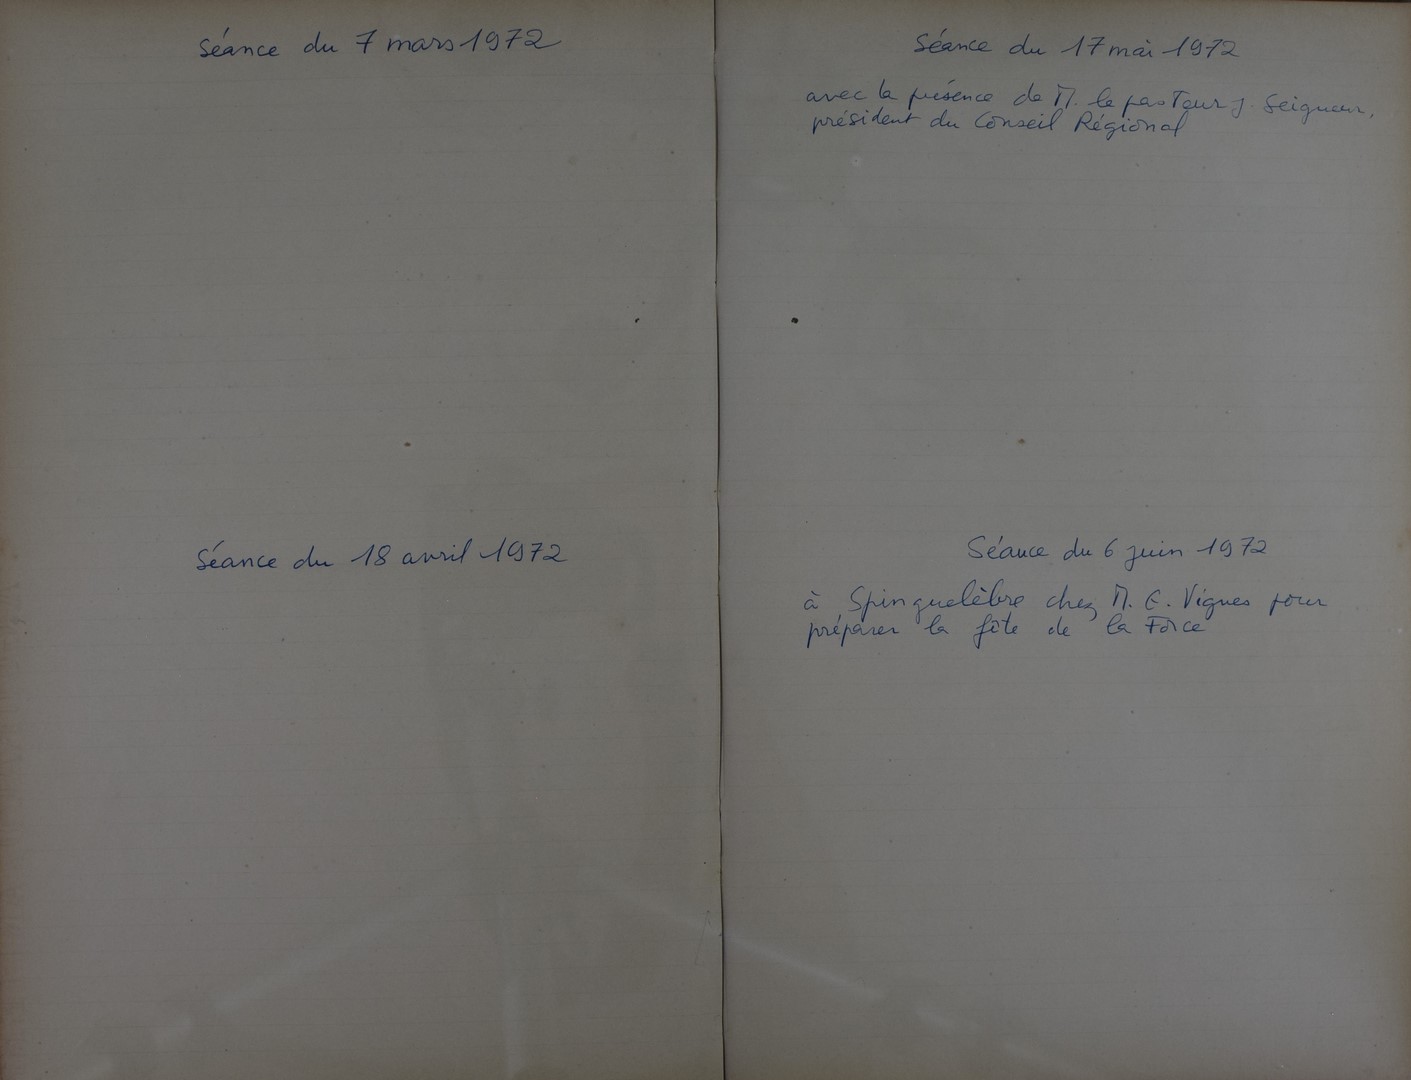 Séance du 7 mars 1972
Séance du 18 avril 1972
Séance du 17 mai 1972
avec la présence de M. le pasteur J. Seigneur,
président du Conseil Régional
Séance du 6 juin 1972
à Spinguelèbre chez M. E. Vignes pour
préparer la fête de la Force